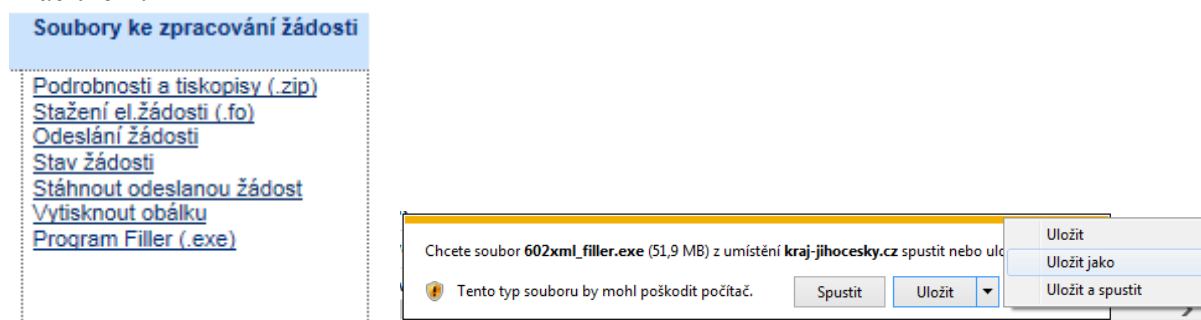 Soubory ke zpracování žádosti
Podrobnosti a tiskopisy (.zip)
Stažení el.žádosti (.fo)
Odeslání žádosti
Stav žádosti
Stáhnout odeslanou žádost
Vytisknout obálku
Program Filler (.exe)
Chcete soubor 602xml_filler.exe (51,9 MB) z umístění kraj-jihocesky.cz spustit nebo
Tento typ souboru by mohl poškodit počítač.
Spustit
Uložit
Uložit
Uložit jako
Uložit a spustit